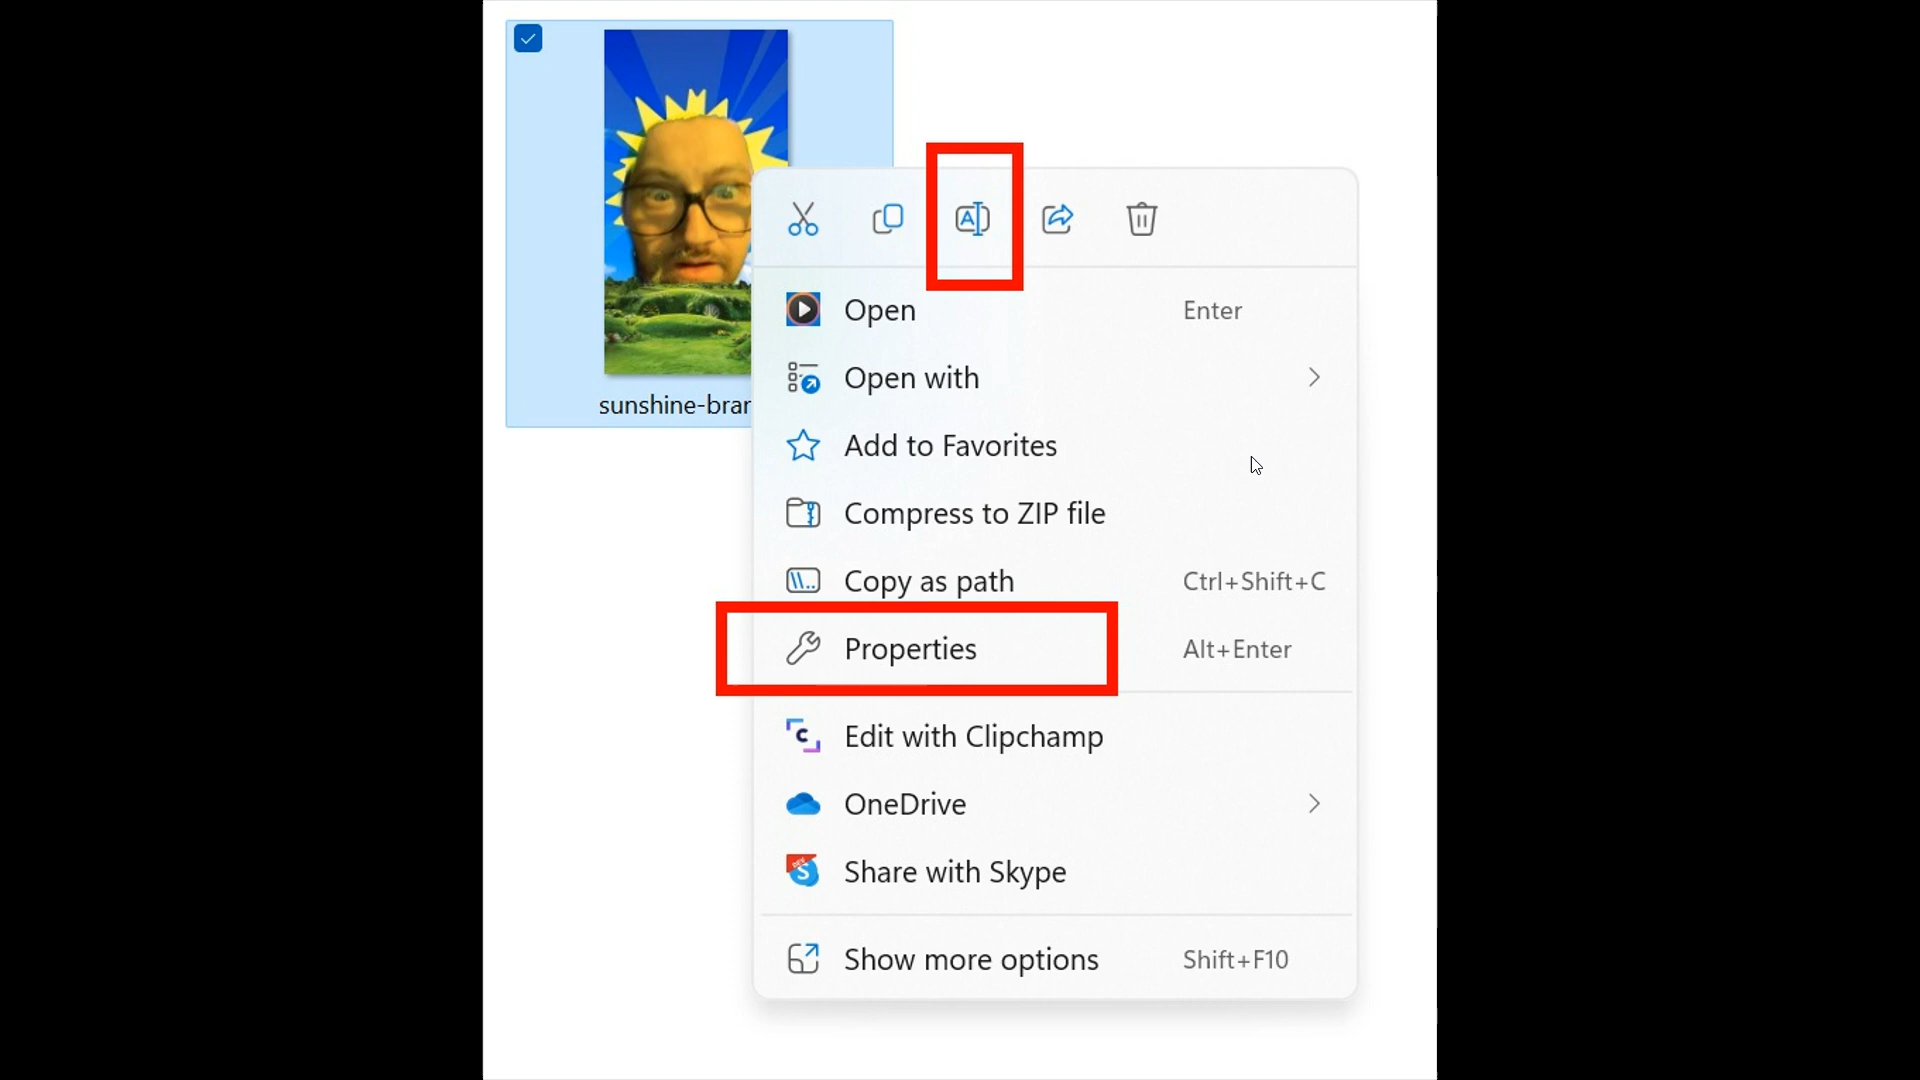 sunshine-brar
Open Enter
Open with
Add to Favorites
Compress to ZIP file
Copy as path Ctrl+Shift+C
Properties Alt+Enter
Edit with Clipchamp
OneDrive
Share with Skype
Show more options Shift+F10